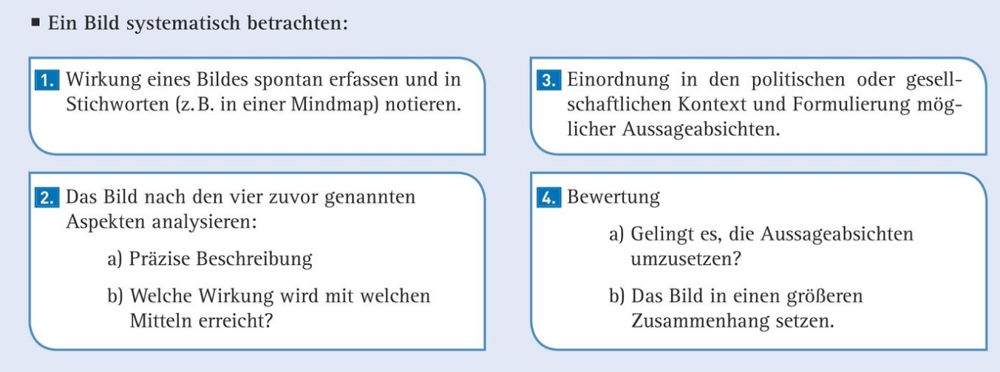 ▪ Ein Bild systematisch betrachten:
1. Wirkung eines Bildes spontan erfassen und in
Stichworten (z. B. in einer Mindmap) notieren.
2. Das Bild nach den vier zuvor genannten
Aspekten analysieren:
a) Präzise Beschreibung
b) Welche Wirkung wird mit welchen
Mitteln erreicht?
3. Einordnung in den politischen oder gesell-
schaftlichen Kontext und Formulierung mög-
licher Aussageabsichten.
4. Bewertung
a) Gelingt es, die Aussageabsichten
umzusetzen?
b) Das Bild in einen größeren
Zusammenhang setzen.